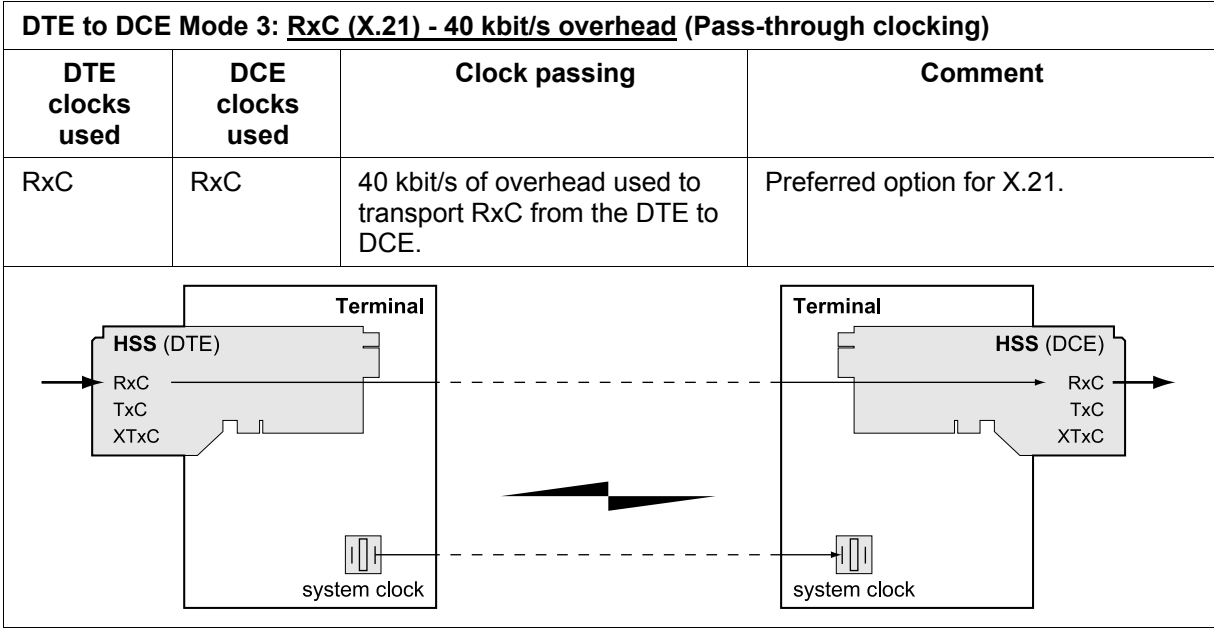 DTE to DCE Mode 3: RxC (X.21) - 40 kbit/s overhead (Pass-through clocking)
DTE
clocks
used
DCE
clocks
used
Clock passing
Comment
RxC
RxC
40 kbit/s of overhead used to
transport RxC from the DTE to
DCE.
Preferred option for X.21.
Terminal
HSS (DTE)
RxC
TxC
XTxC
system clock
Terminal
HSS (DCE)
RxC
TxC
XTxC
system clock